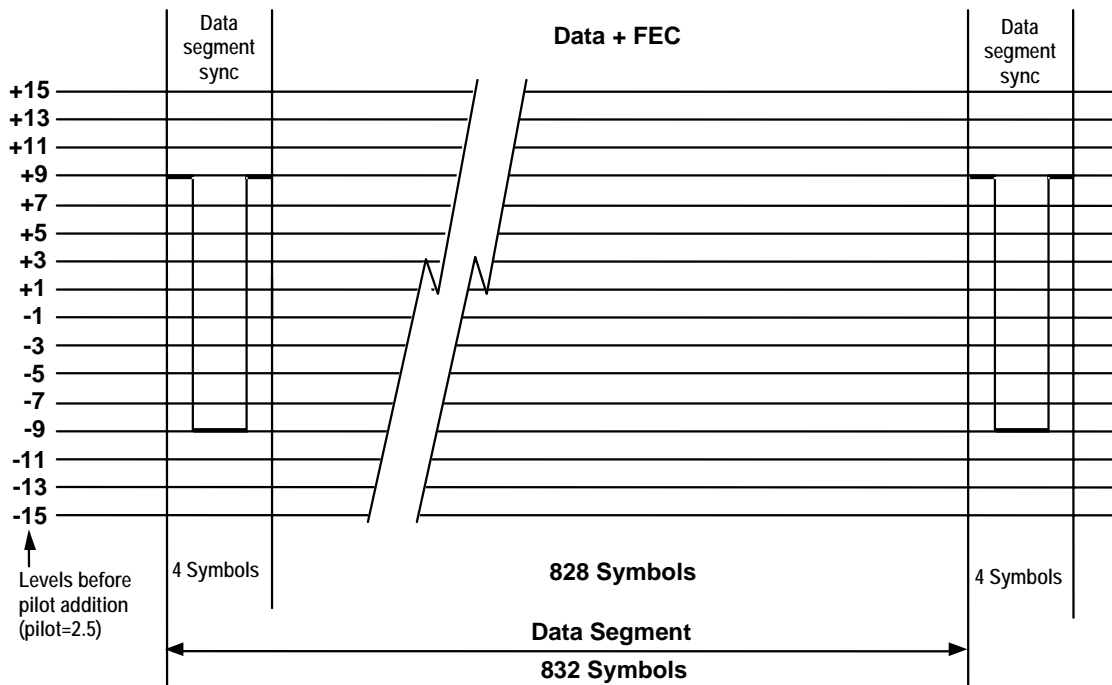 Data
segment
sync
Data + FEC
Data
segment
sync
+15
+13
+11
+9
+7
+5
+3
+1
-1
-3
-5
-7
-9
-11
-13
-15
Levels before
pilot addition
(pilot=2.5)
4 Symbols
828 Symbols
4 Symbols
Data Segment
832 Symbols